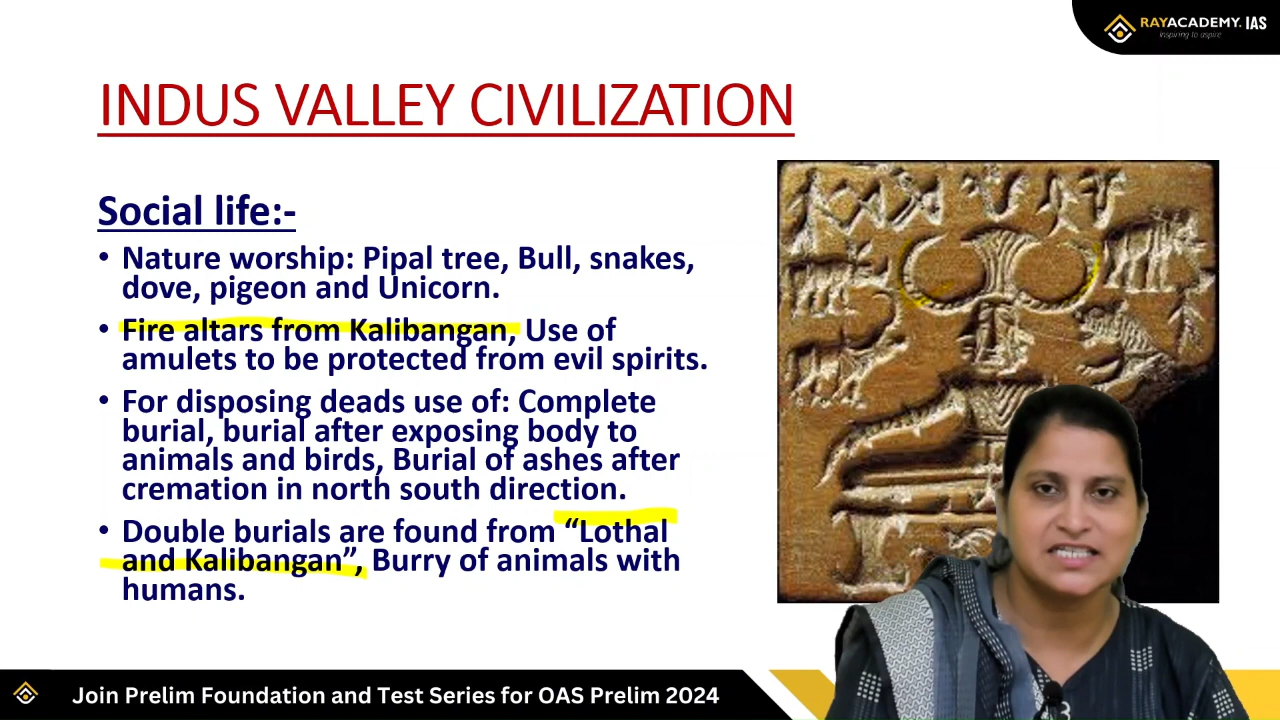 RAYACADEMY. IAS
Inspiring to aspire
INDUS VALLEY CIVILIZATION
Social life:-
• Nature worship: Pipal tree, Bull, snakes,
dove, pigeon and Unicorn.
• Fire altars from Kalibangan, Use of
amulets to be protected from evil spirits.
• For disposing deads use of: Complete
burial, burial after exposing body to
animals and birds, Burial of ashes after
cremation in north south direction.
• Double burials are found from “Lothal
and Kalibangan”, Burry of animals with
humans.
Join Prelim Foundation and Test Series for OAS Prelim 2024